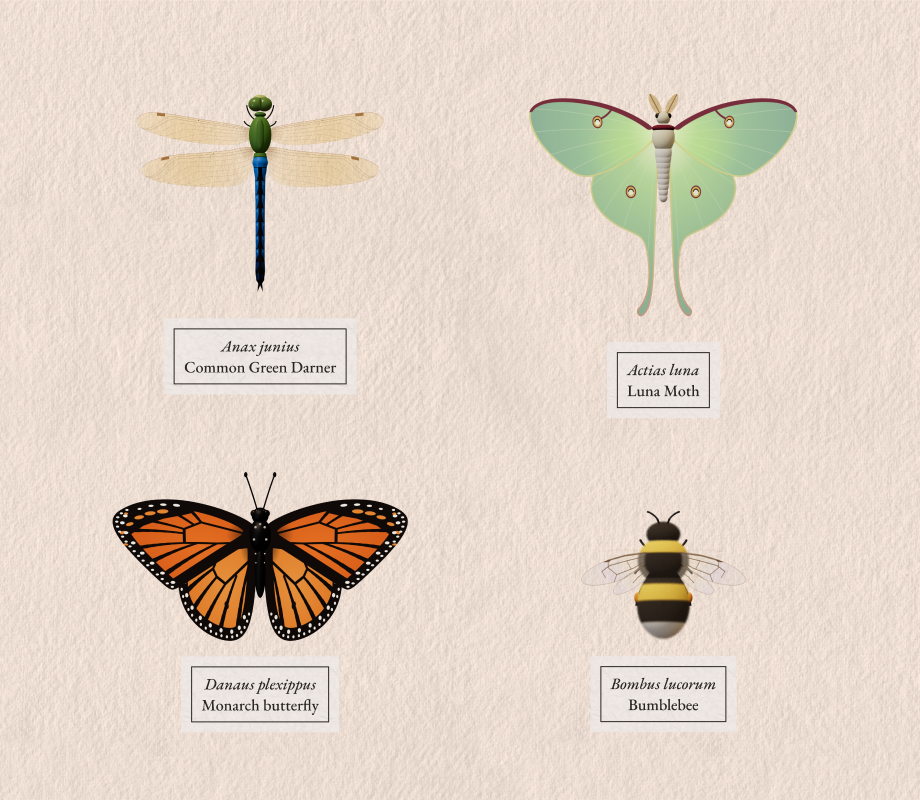 Anax junius
Common Green Darner
Actias luna
Luna Moth
Danaus plexippus
Monarch butterfly
Bombus lucorum
Bumblebee